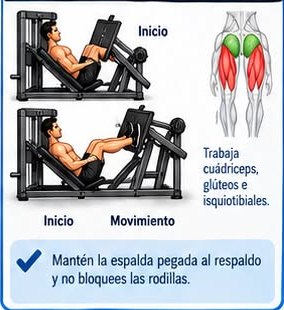 Inicio
Trabaja
cuádriceps,
glúteos e
isquiotibiales.
Inicio Movimiento
Mantén la espalda pegada al respaldo
y no bloquees las rodillas.